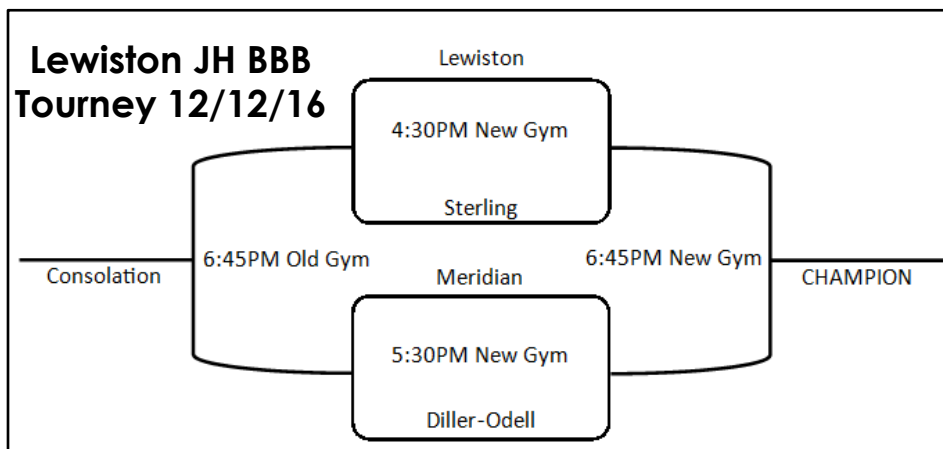 Lewiston JH BBB
Tourney 12/12/16
Lewiston
4:30PM New Gym
Sterling
6:45PM Old Gym
6:45PM New Gym
Consolation
Meridian
CHAMPION
5:30PM New Gym
Diller-Odell